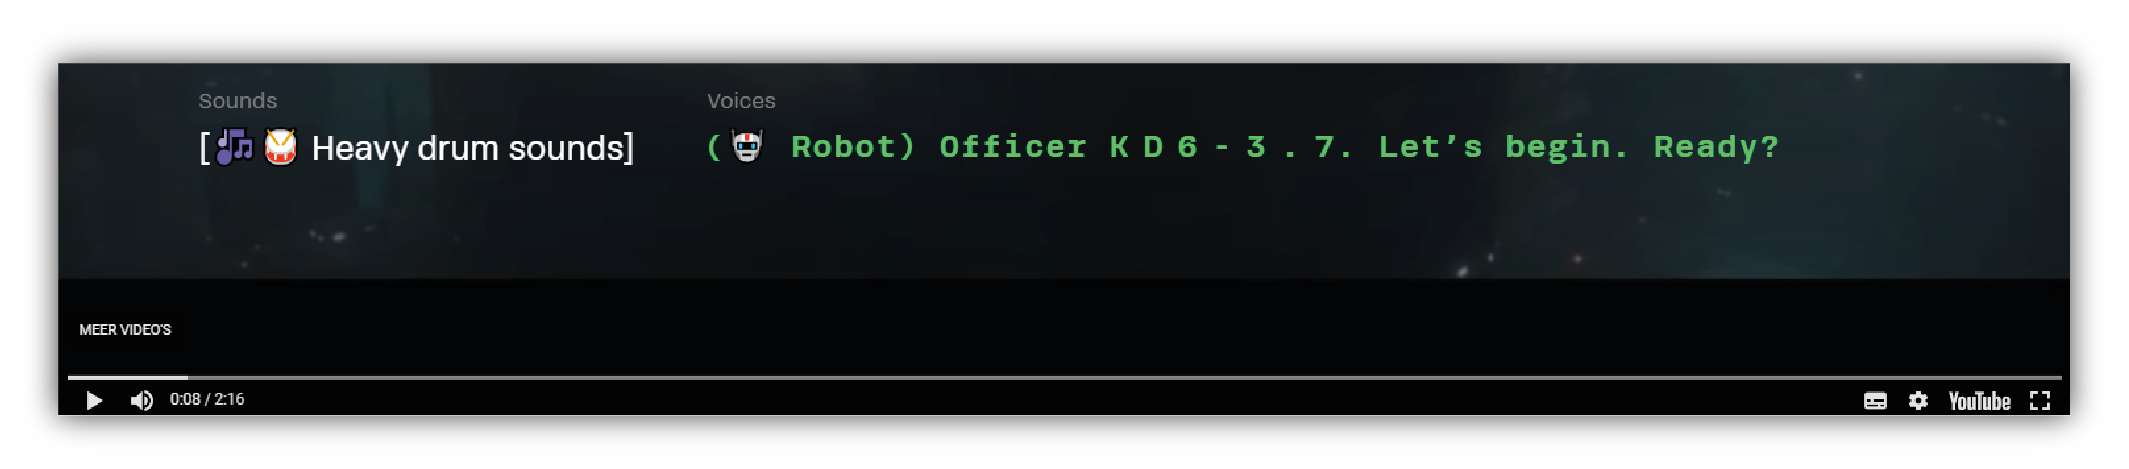 Sounds
Voices
[🎵🥁 Heavy drum sounds]
(🤖 Robot) Officer K D 6 - 3 . 7. Let’s begin. Ready?
MEER VIDEO'S
0:08 / 2:16
YouTube